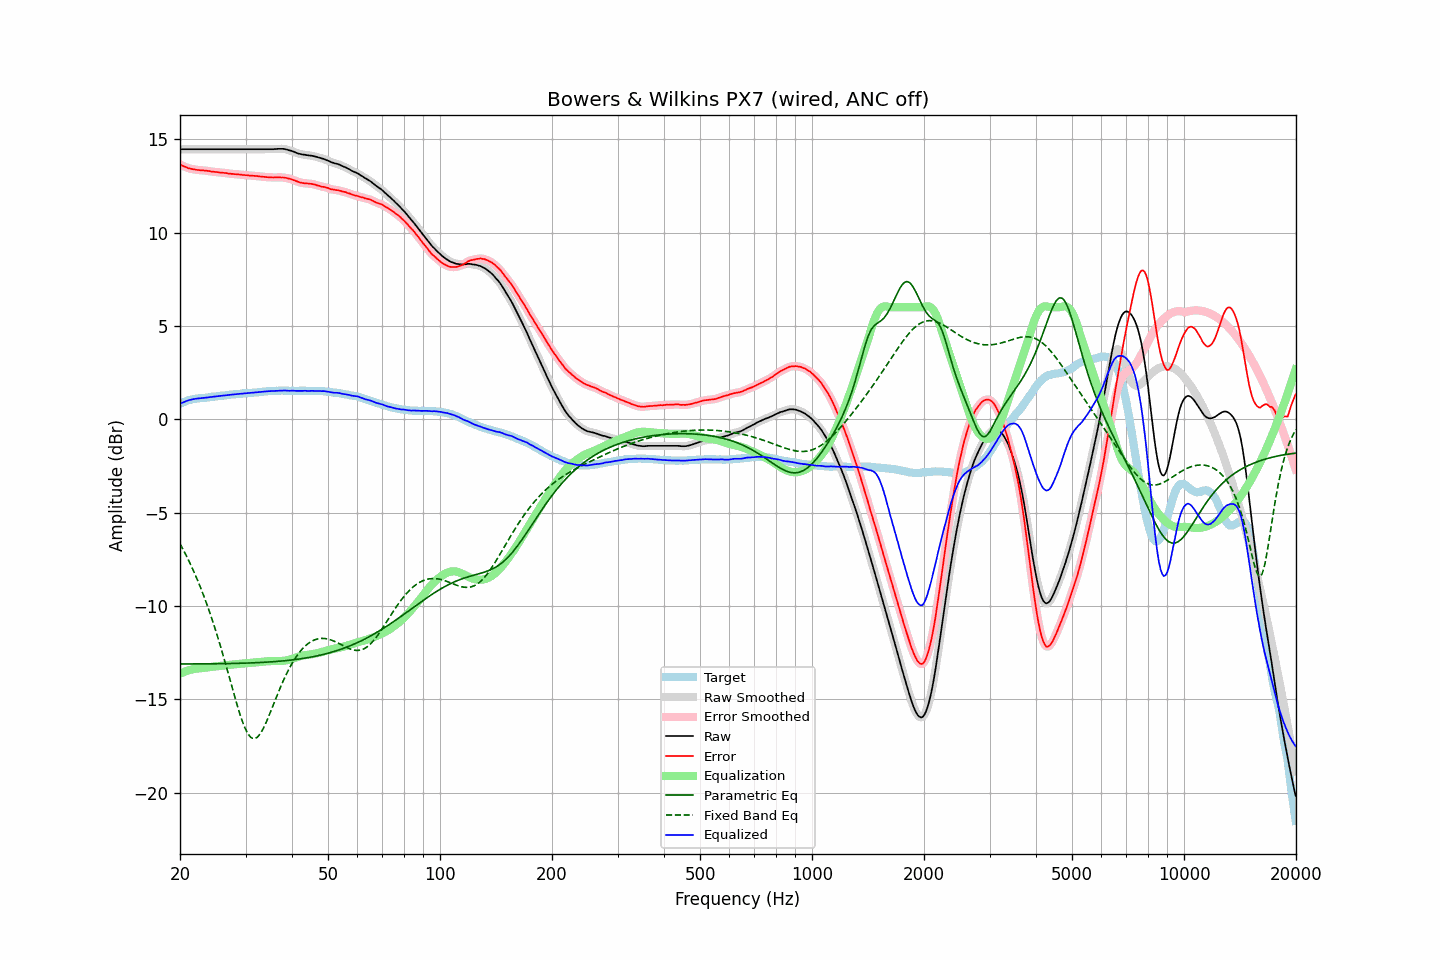 Bowers & Wilkins PX7 (wired, ANC off)
Amplitude (dBr)
15
10
5
0
−5
−10
−15
−20
Target
Raw Smoothed
Error Smoothed
Raw
Error
Equalization
Parametric Eq
Fixed Band Eq
Equalized
20
50
100
200
500
1000
2000
5000
10000
20000
Frequency (Hz)